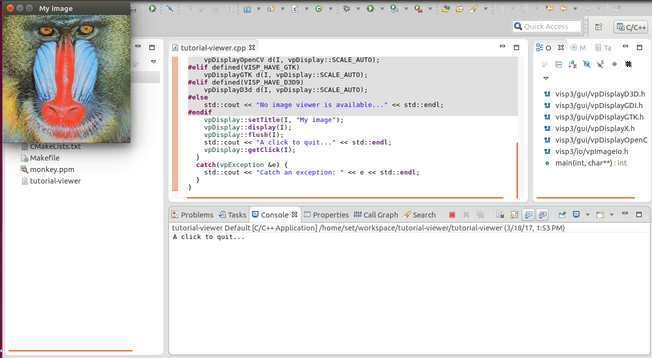 My image
Quick Access
C/C++
tutorial-viewer.cpp
vpDisplayOpenCV d(I, vpDisplay::SCALE_AUTO);
#elif defined(VISP_HAVE_GTK)
vpDisplayGTK d(I, vpDisplay::SCALE_AUTO);
#elif defined(VISP_HAVE_D3D9)
vpDisplayD3d d(I, vpDisplay::SCALE_AUTO);
#else
std::cout << "No image viewer is available..." << std::endl;
#endif
vpDisplay::setTitle(I, "My image");
vpDisplay::display(I);
vpDisplay::flush(I);
std::cout << "A click to quit..." << std::endl;
vpDisplay::getClick(I);
}
catch(vpException &e) {
std::cout << "Catch an exception: " << e << std::endl;
}
}
O
M
Ta
visp3/gui/vpDisplayD3D.h
visp3/gui/vpDisplayGDI.h
visp3/gui/vpDisplayGTK.h
visp3/gui/vpDisplayX.h
visp3/gui/vpDisplayOpenC
visp3/io/vpImageIo.h
main(int, char**) : int
CMakeLists.txt
Makefile
monkey.ppm
tutorial-viewer
Problems Tasks Console Properties Call Graph Search
tutorial-viewer Default [C/C++ Application] /home/set/workspace/tutorial-viewer/tutorial-viewer (3/18/17, 1:53 PM)
A click to quit...